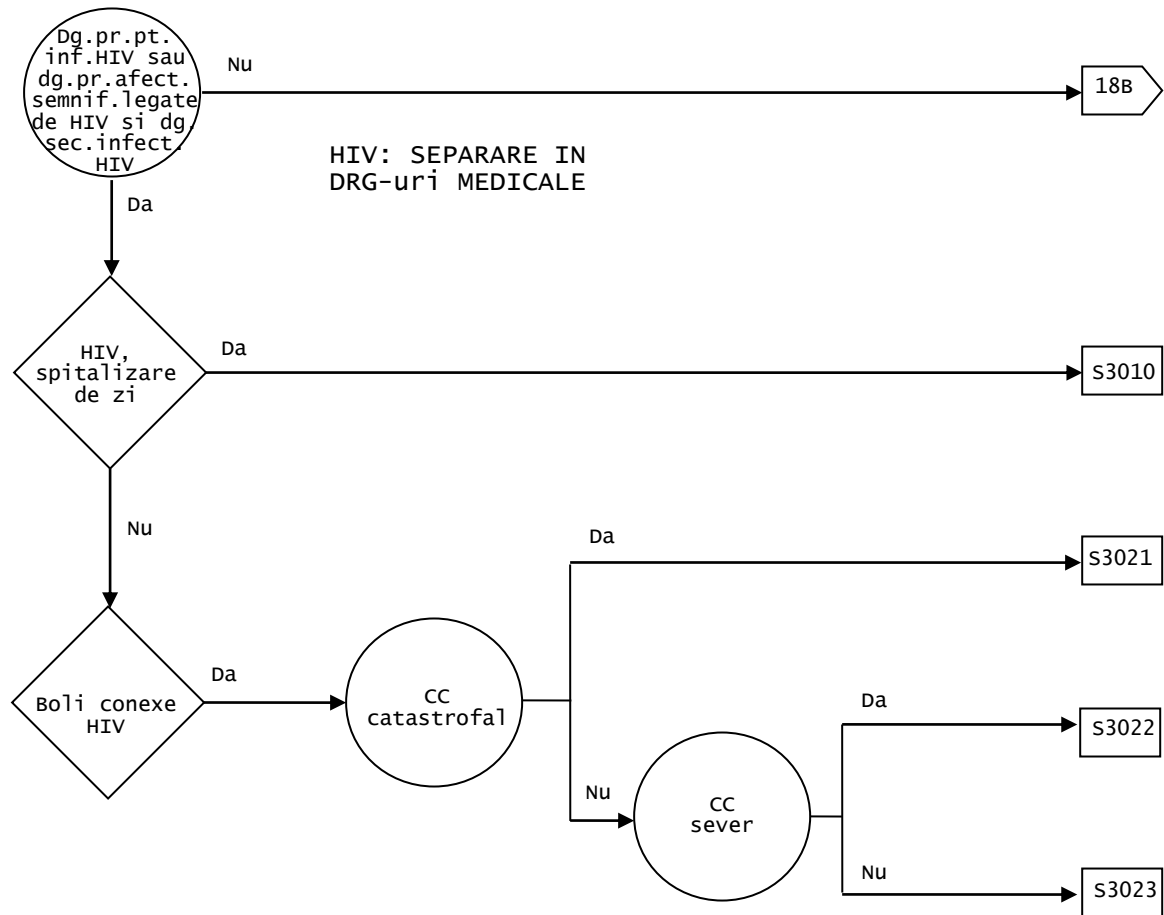 Dg.pr.pt.
inf.HIV sau
dg.pr.afect.
semnif.legate
de HIV si dg.
sec.infect.
HIV
Nu
18B
HIV: SEPARARE IN
DRG-uri MEDICALE
Da
HIV,
spitalizare
de zi
Da
S3010
Nu
Boli conexe
HIV
Da
CC
catastrofal
Da
S3021
Nu
CC
sever
Da
S3022
Nu
S3023